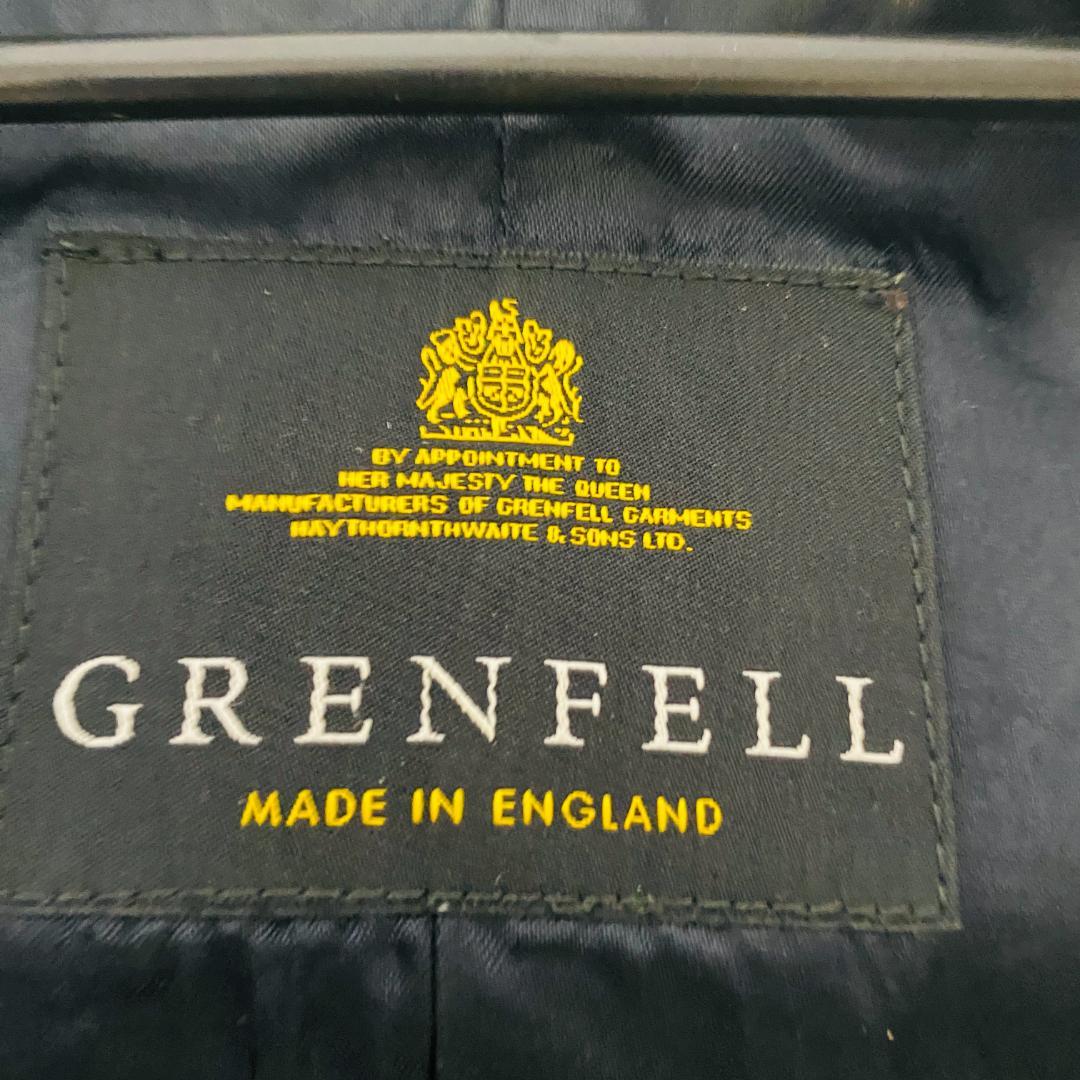 BY APPOINTMENT TO
HER MAJESTY THE QUEEN
MANUFACTURERS OF GRENFELL GARMENTS
HAYTHORNTHWAITE & SONS LTD.
GRENFELL
MADE IN ENGLAND